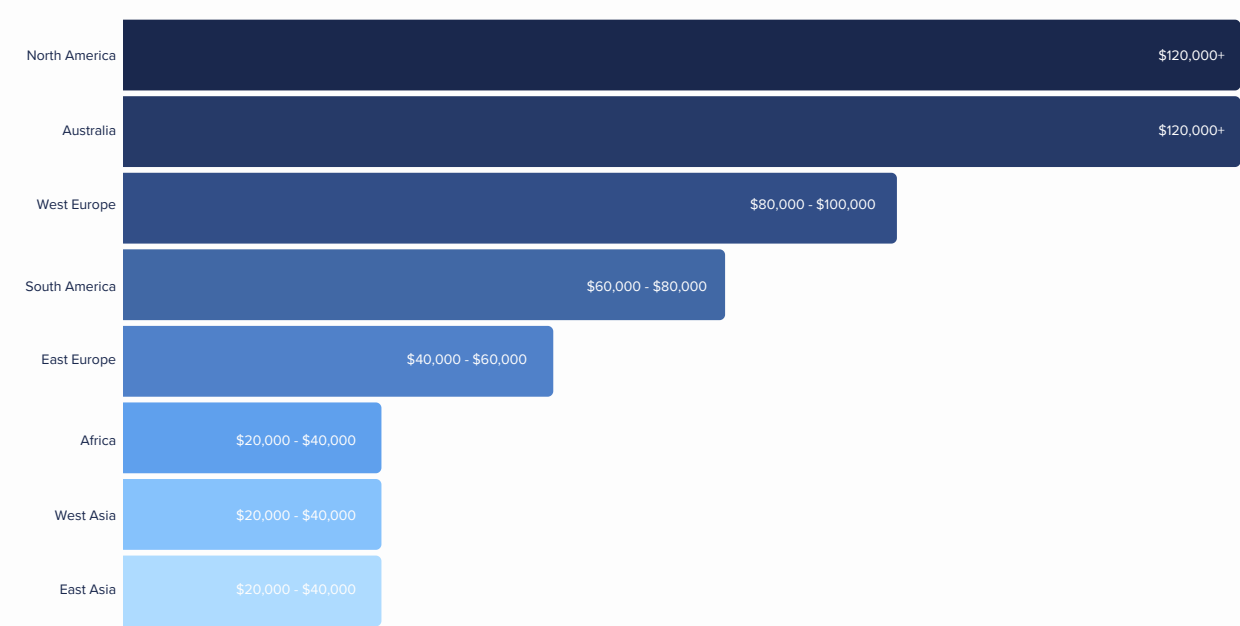 North America $120,000+
Australia $120,000+
West Europe $80,000 - $100,000
South America $60,000 - $80,000
East Europe $40,000 - $60,000
Africa $20,000 - $40,000
West Asia $20,000 - $40,000
East Asia $20,000 - $40,000